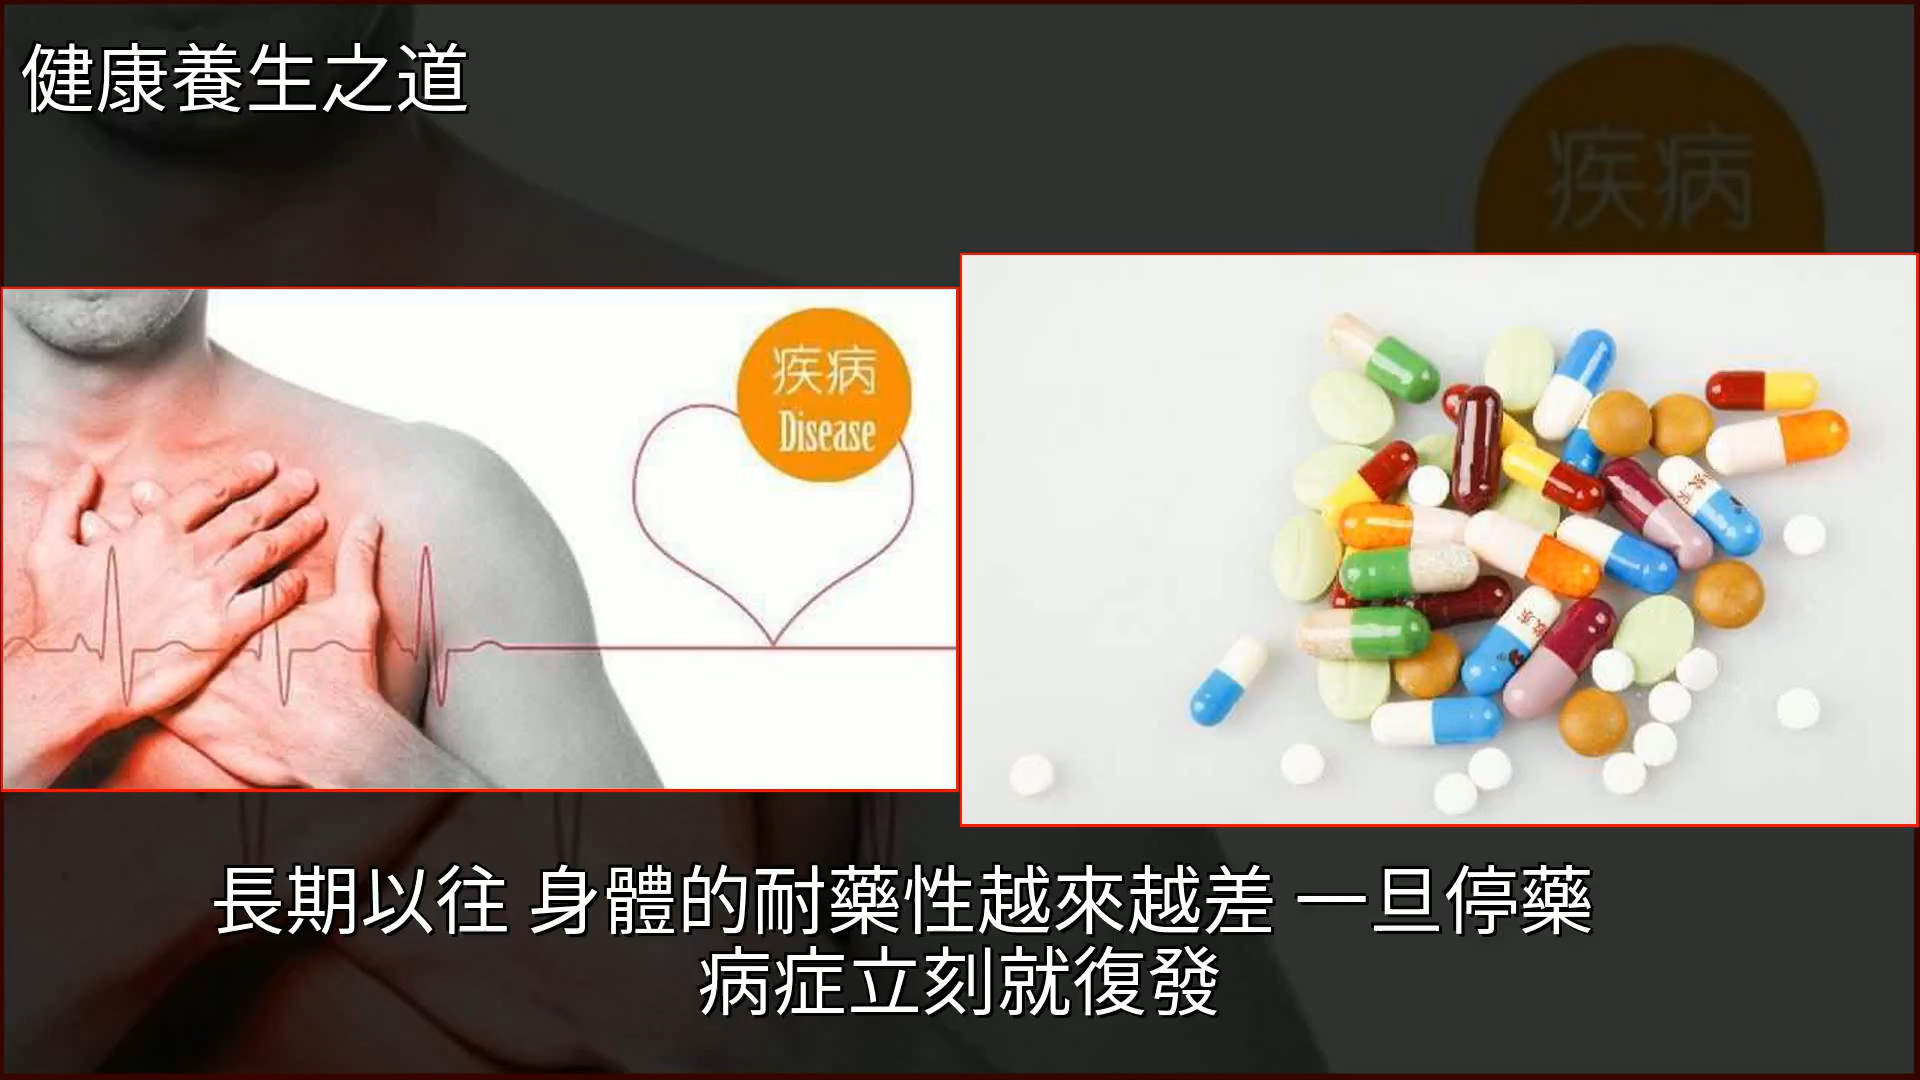 健康養生之道
疾病
疾病
Disease
長期以往 身體的耐藥性越來越差 一旦停藥
病症立刻就復發